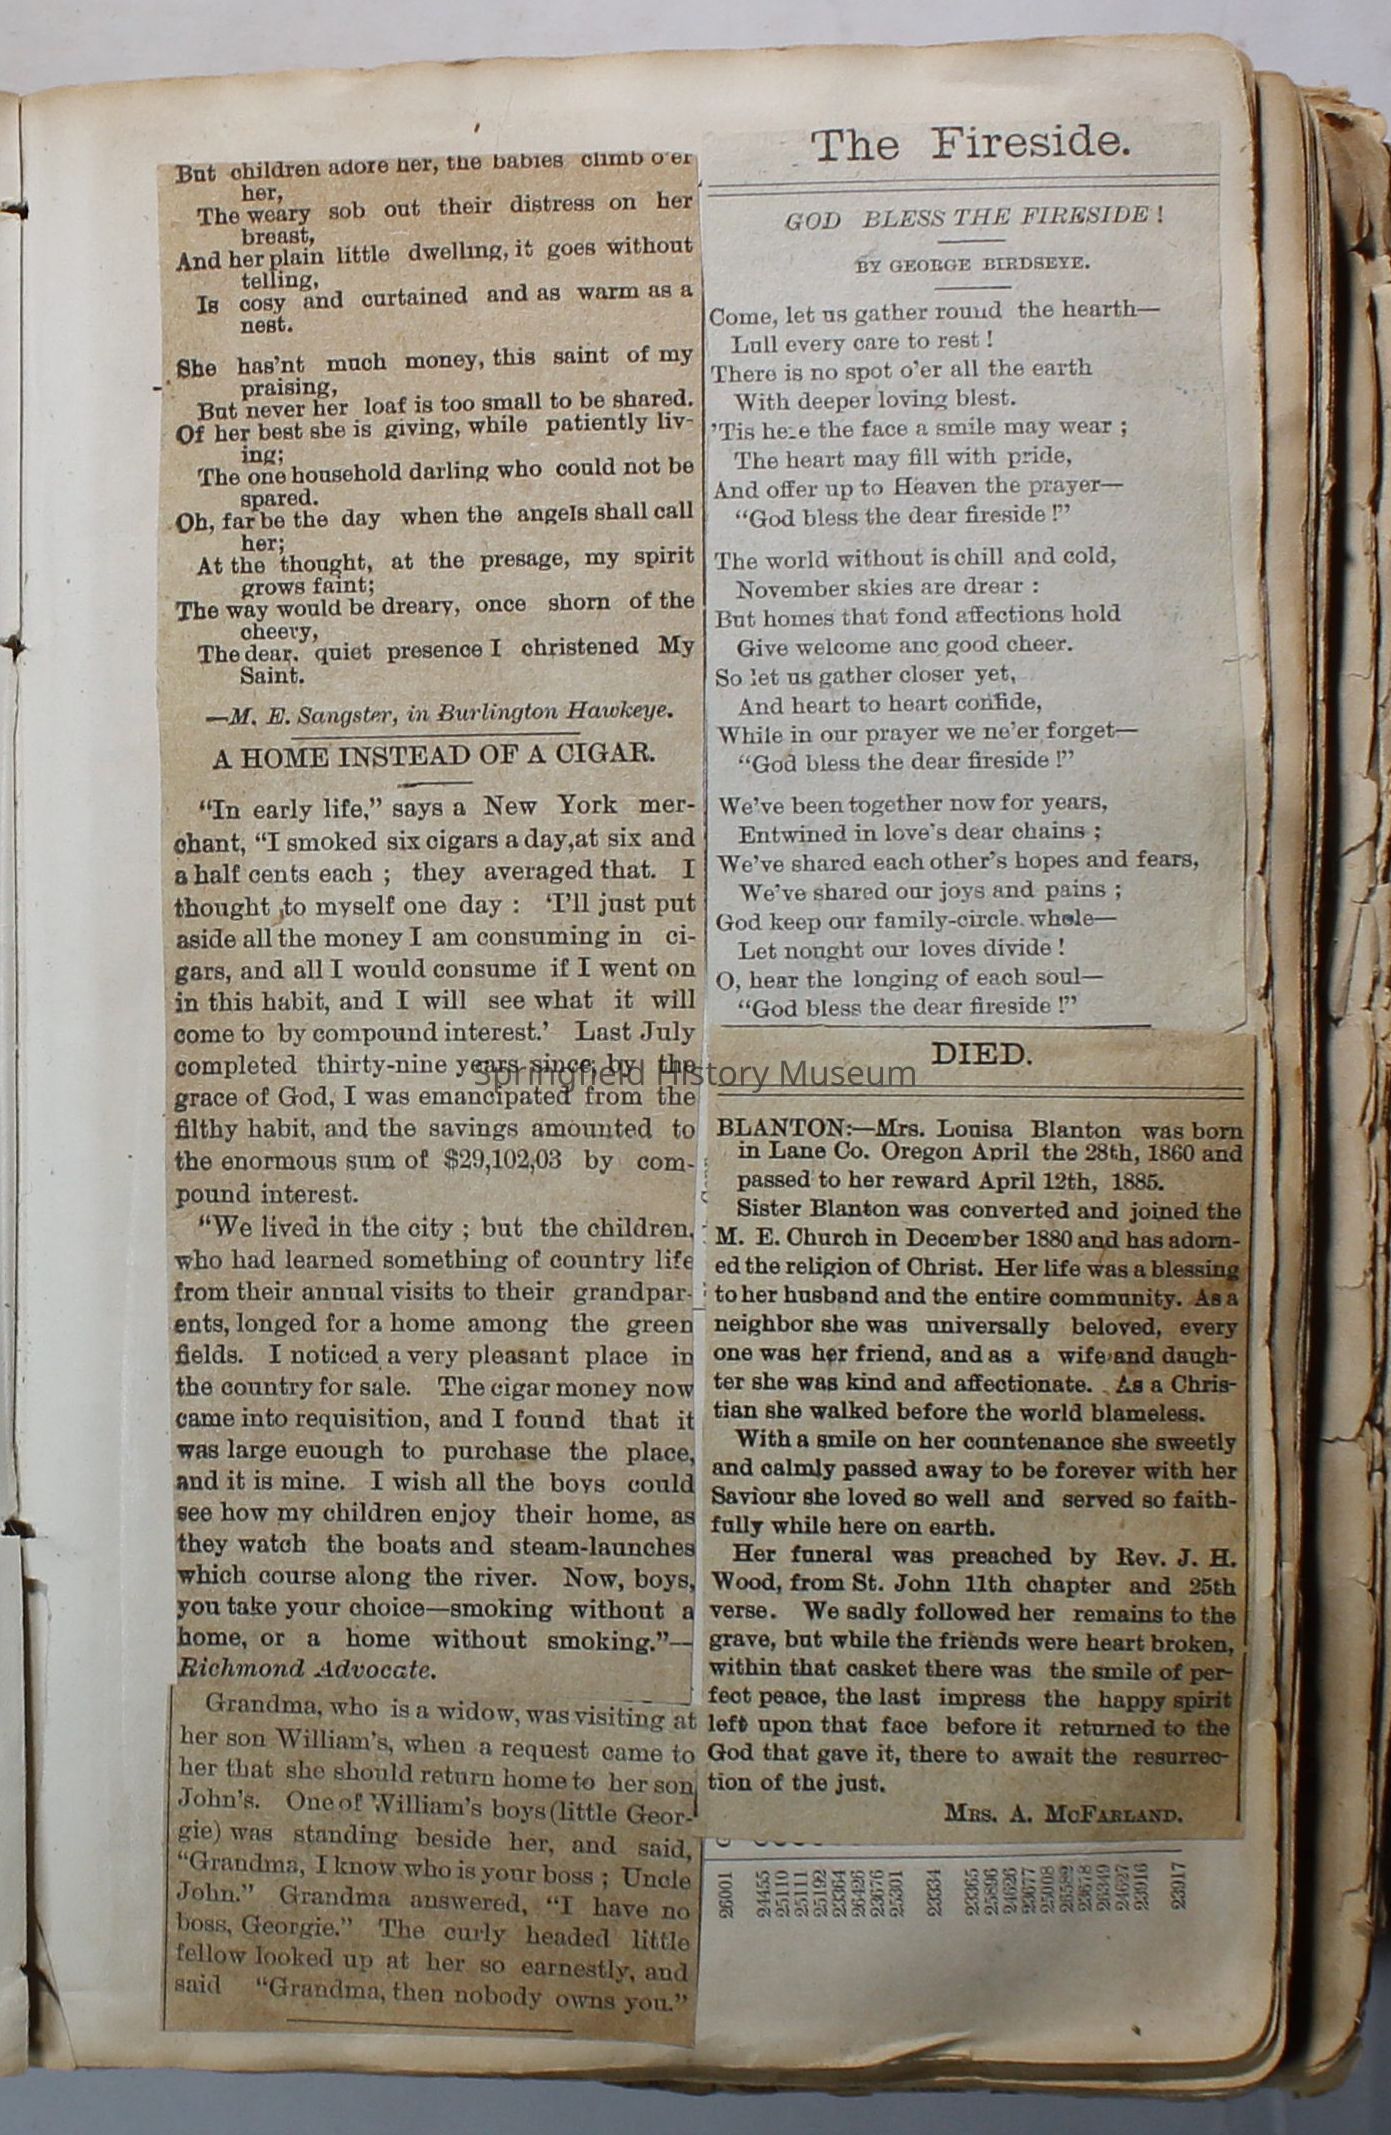 But children adore her, the babies climb o'er
her,
The weary sob out their distress on her
breast,
And her plain little dwelling, it goes without
telling,
Is cosy and curtained and as warm as a
nest.
She has'nt much money, this saint of my
praising,
But never her loaf is too small to be shared.
Of her best she is giving, while patiently liv-
ing;
The one household darling who could not be
spared.
Oh, far be the day when the angels shall call
her;
At the thought, at the presage, my spirit
grows faint;
The way would be dreary, once shorn of the
cheery,
The dear, quiet presence I christened My
Saint.
—M. E. Sangster, in Burlington Hawkeye.
A HOME INSTEAD OF A CIGAR.
"In early life," says a New York mer-
chant, "I smoked six cigars a day,at six and
a half cents each ; they averaged that. I
thought to myself one day : 'I'll just put
aside all the money I am consuming in ci-
gars, and all I would consume if I went on
in this habit, and I will see what it will
come to by compound interest.' Last July
completed thirty-nine years since, by the
grace of God, I was emancipated from the
filthy habit, and the savings amounted to
the enormous sum of $29,102,03 by com-
pound interest.
"We lived in the city ; but the children,
who had learned something of country life
from their annual visits to their grandpar-
ents, longed for a home among the green
fields. I noticed a very pleasant place in
the country for sale. The cigar money now
came into requisition, and I found that it
was large euough to purchase the place,
and it is mine. I wish all the boys could
see how my children enjoy their home, as
they watch the boats and steam-launches
which course along the river. Now, boys,
you take your choice—smoking without a
home, or a home without smoking."—
Richmond Advocate.
Grandma, who is a widow, was visiting at
her son William's, when a request came to
her that she should return home to her son
John's. One of William's boys (little Geor-
gie) was standing beside her, and said,
"Grandma, I know who is your boss ; Uncle
John." Grandma answered, "I have no
boss, Georgie." The curly headed little
fellow looked up at her so earnestly, and
said "Grandma, then nobody owns you."
The Fireside.
GOD BLESS THE FIRESIDE !
BY GEORGE BIRDSEYE.
Come, let us gather round the hearth—
Lull every care to rest !
There is no spot o'er all the earth
With deeper loving blest.
'Tis here the face a smile may wear ;
The heart may fill with pride,
And offer up to Heaven the prayer—
"God bless the dear fireside !"
The world without is chill and cold,
November skies are drear :
But homes that fond affections hold
Give welcome and good cheer.
So let us gather closer yet,
And heart to heart confide,
While in our prayer we ne'er forget—
"God bless the dear fireside !"
We've been together now for years,
Entwined in love's dear chains ;
We've shared each other's hopes and fears,
We've shared our joys and pains ;
God keep our family-circle whole—
Let nought our loves divide !
O, hear the longing of each soul—
"God bless the dear fireside !"
DIED.
Springfield History Museum
BLANTON:—Mrs. Louisa Blanton was born
in Lane Co. Oregon April the 28th, 1860 and
passed to her reward April 12th, 1885.
Sister Blanton was converted and joined the
M. E. Church in December 1880 and has adorn-
ed the religion of Christ. Her life was a blessing
to her husband and the entire community. As a
neighbor she was universally beloved, every
one was her friend, and as a wife and daugh-
ter she was kind and affectionate. As a Chris-
tian she walked before the world blameless.
With a smile on her countenance she sweetly
and calmly passed away to be forever with her
Saviour she loved so well and served so faith-
fully while here on earth.
Her funeral was preached by Rev. J. H.
Wood, from St. John 11th chapter and 25th
verse. We sadly followed her remains to the
grave, but while the friends were heart broken,
within that casket there was the smile of per-
fect peace, the last impress the happy spirit
left upon that face before it returned to the
God that gave it, there to await the resurrec-
tion of the just.
MRS. A. McFARLAND.
26001
24455
25110
25111
25192
23364
26426
23676
25301
23334
23365
25896
24626
23677
25008
26589
23678
26349
24627
23916
23917